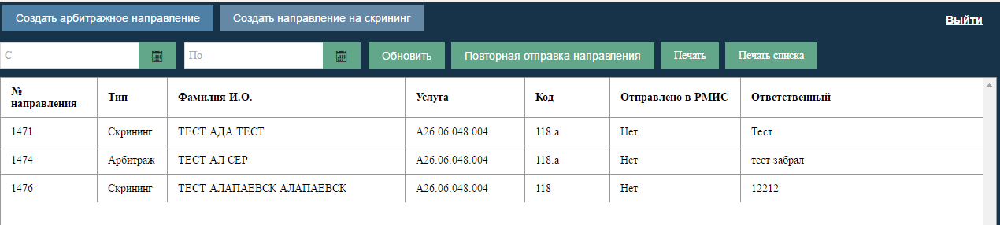 Создать арбитражное направление Создать направление на скрининг Выйти
С По Обновить Повторная отправка направления Печать Печать списка
№ направления Тип Фамилия И.О. Услуга Код Отправлено в РМИС Ответственный
1471 Скрининг ТЕСТ АДА ТЕСТ A26.06.048.004 118.а Нет Тест
1474 Арбитраж ТЕСТ АЛ СЕР A26.06.048.004 118.а Нет тест забрал
1476 Скрининг ТЕСТ АЛАПАЕВСК АЛАПАЕВСК A26.06.048.004 118 Нет 12212